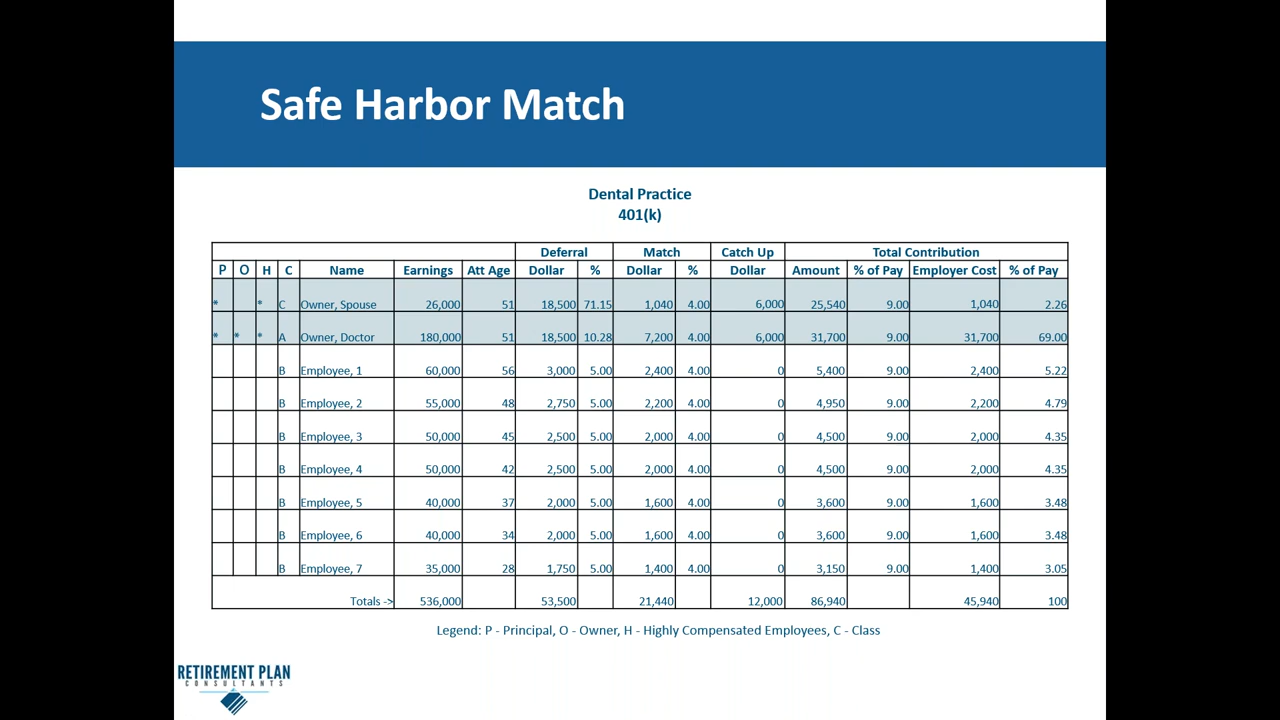 Safe Harbor Match
Dental Practice
401(k)
Deferral Match Catch Up Total Contribution
P O H C Name Earnings Att Age Dollar % Dollar % Dollar Amount % of Pay Employer Cost % of Pay
* * C Owner, Spouse 26,000 51 18,500 71.15 1,040 4.00 6,000 25,540 9.00 1,040 2.26
* * * A Owner, Doctor 180,000 51 18,500 10.28 7,200 4.00 6,000 31,700 9.00 31,700 69.00
B Employee, 1 60,000 56 3,000 5.00 2,400 4.00 0 5,400 9.00 2,400 5.22
B Employee, 2 55,000 48 2,750 5.00 2,200 4.00 0 4,950 9.00 2,200 4.79
B Employee, 3 50,000 45 2,500 5.00 2,000 4.00 0 4,500 9.00 2,000 4.35
B Employee, 4 50,000 42 2,500 5.00 2,000 4.00 0 4,500 9.00 2,000 4.35
B Employee, 5 40,000 37 2,000 5.00 1,600 4.00 0 3,600 9.00 1,600 3.48
B Employee, 6 40,000 34 2,000 5.00 1,600 4.00 0 3,600 9.00 1,600 3.48
B Employee, 7 35,000 28 1,750 5.00 1,400 4.00 0 3,150 9.00 1,400 3.05
Totals -> 536,000 53,500 21,440 12,000 86,940 45,940 100
Legend: P - Principal, O - Owner, H - Highly Compensated Employees, C - Class
RETIREMENT PLAN
CONSULTANTS